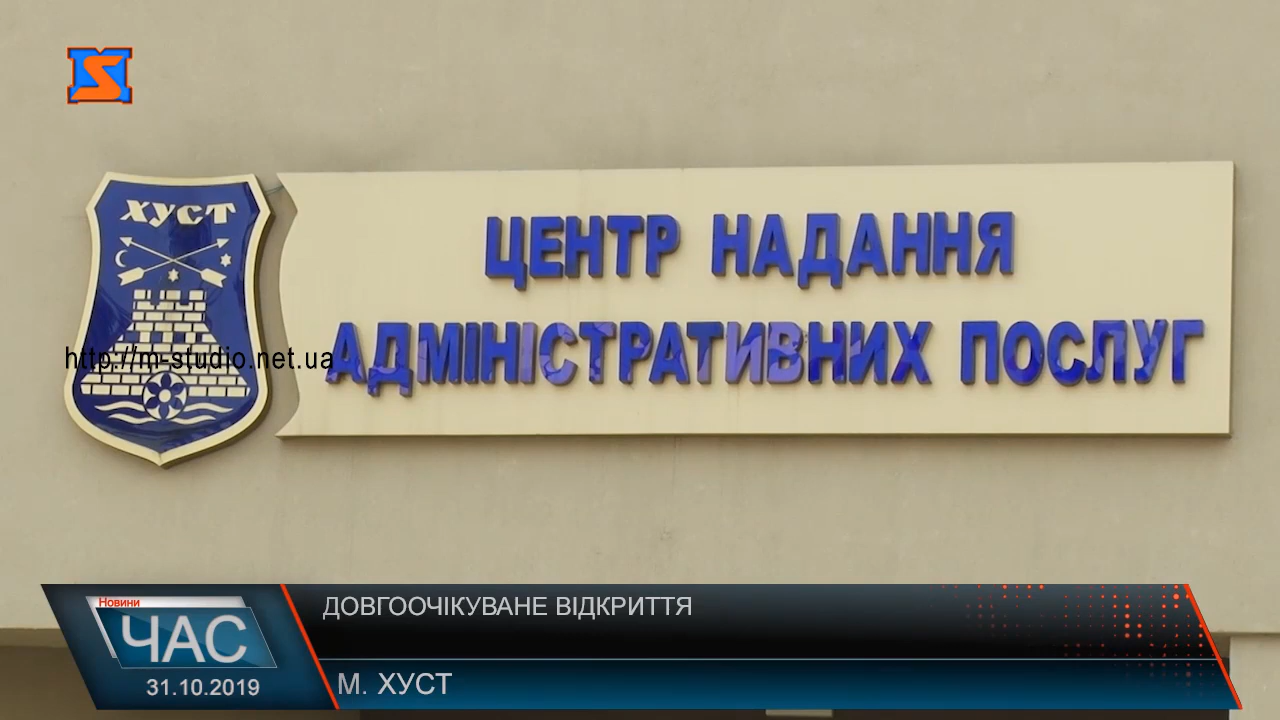 ХУСТ
ЦЕНТР НАДАННЯ
АДМІНІСТРАТИВНИХ ПОСЛУГ
http://m-studio.net.ua
Новини
ЧАС
31.10.2019
ДОВГООЧІКУВАНЕ ВІДКРИТТЯ
М. ХУСТ